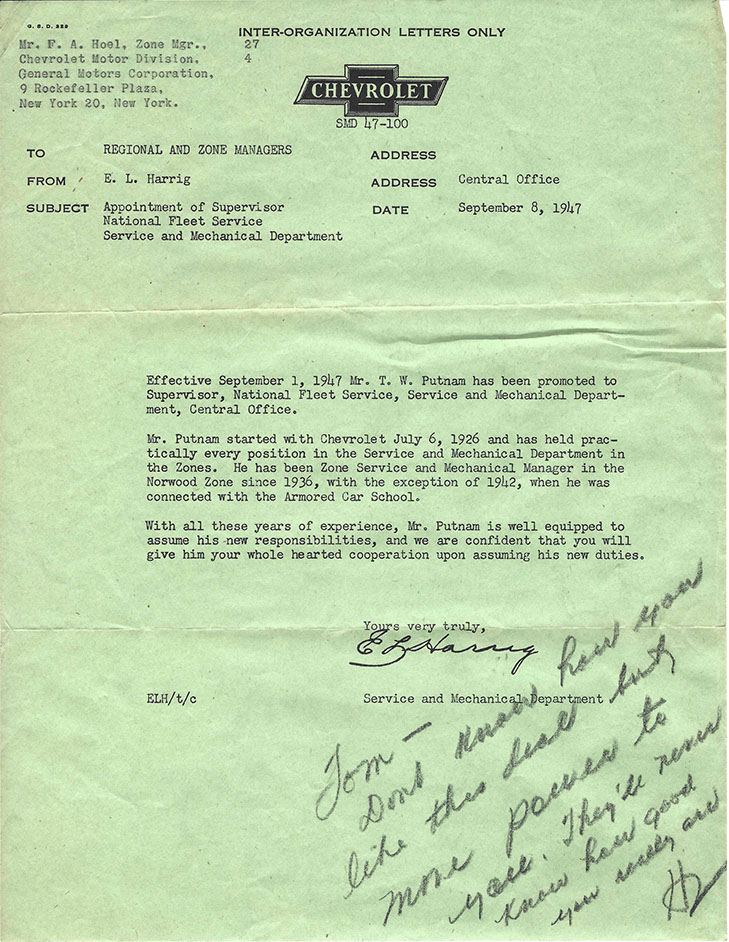 G. S. D. 359
INTER-ORGANIZATION LETTERS ONLY
Mr. F. A. Hoel, Zone Mgr., 27
Chevrolet Motor Division, 4
General Motors Corporation,
9 Rockefeller Plaza,
New York 20, New York.
CHEVROLET
SMD 47-100
TO REGIONAL AND ZONE MANAGERS ADDRESS
FROM E. L. Harrig ADDRESS Central Office
SUBJECT Appointment of Supervisor DATE September 8, 1947
National Fleet Service
Service and Mechanical Department
Effective September 1, 1947 Mr. T. W. Putnam has been promoted to
Supervisor, National Fleet Service, Service and Mechanical Depart-
ment, Central Office.
Mr. Putnam started with Chevrolet July 6, 1926 and has held prac-
tically every position in the Service and Mechanical Department in
the Zones. He has been Zone Service and Mechanical Manager in the
Norwood Zone since 1936, with the exception of 1942, when he was
connected with the Armored Car School.
With all these years of experience, Mr. Putnam is well equipped to
assume his new responsibilities, and we are confident that you will
give him your whole hearted cooperation upon assuming his new duties.
Yours very truly,
E L Harrig
ELH/t/c Service and Mechanical Department
Tom —
Dont know how you
like this deal but
more power to
you. They'll never
know how good
you really are